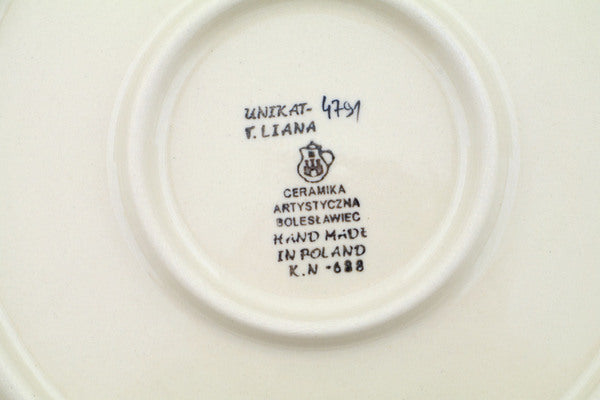 UNIKAT- 4791
T. LIANA
CERAMIKA
ARTYSTYCZNA
BOLESŁAWIEC
HAND MADE
IN POLAND
K.N -688